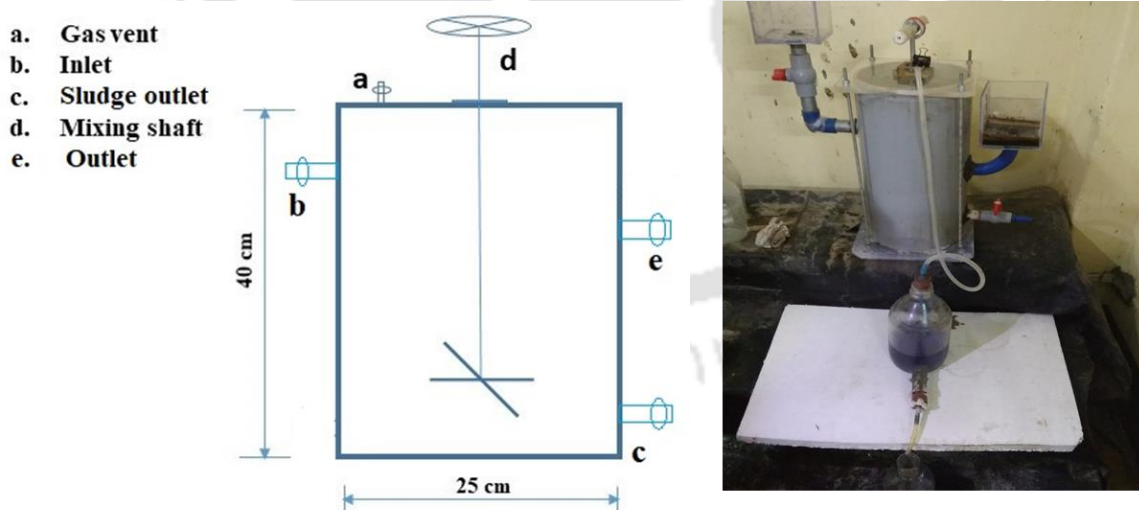 a. Gas vent
b. Inlet
c. Sludge outlet
d. Mixing shaft
e. Outlet
d
a
b
e
40 cm
c
25 cm